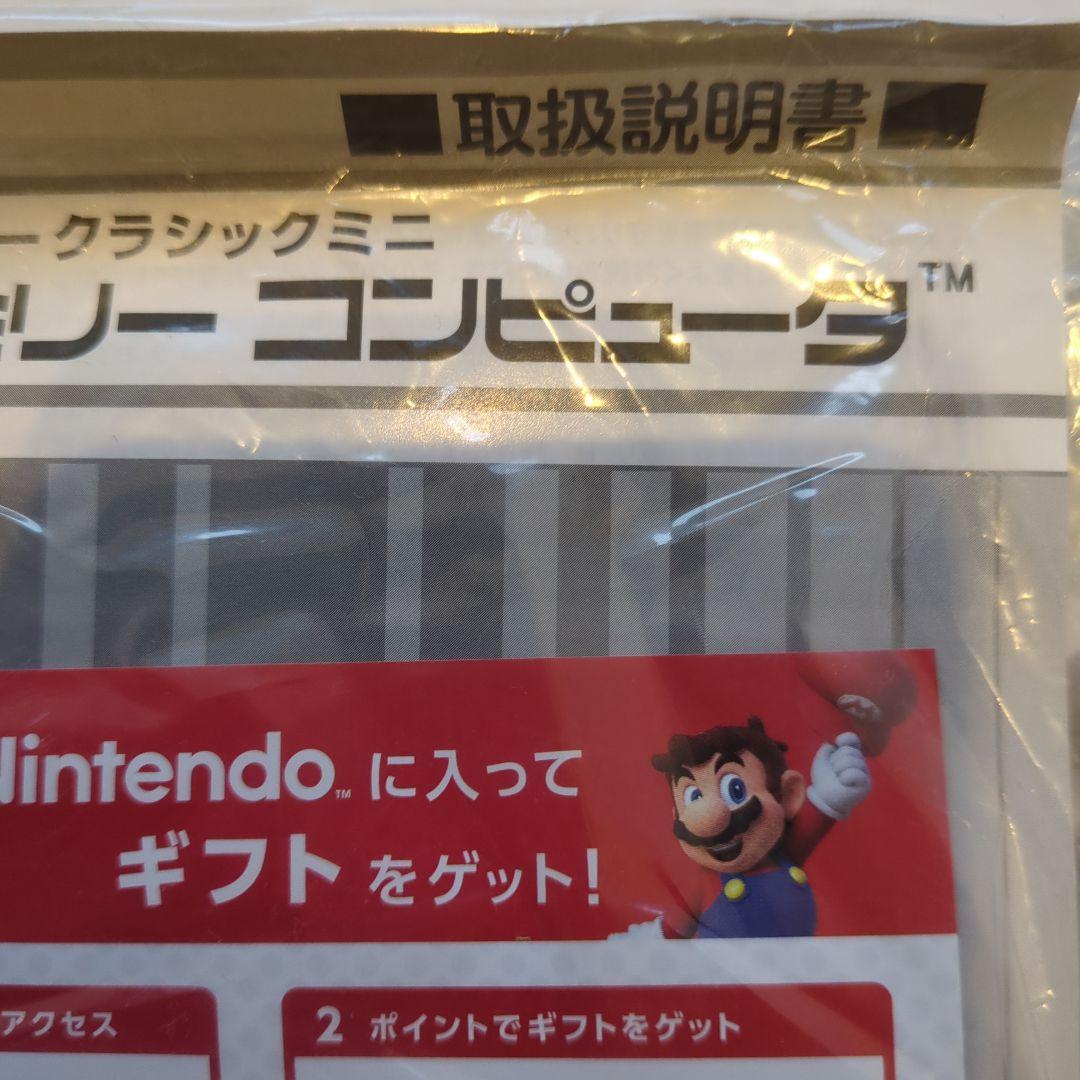 ■取扱説明書■
ークラシックミニ
ミリー コンピュータ™
Nintendo™ に入って
ギフト をゲット!
アクセス
2 ポイントでギフトをゲット